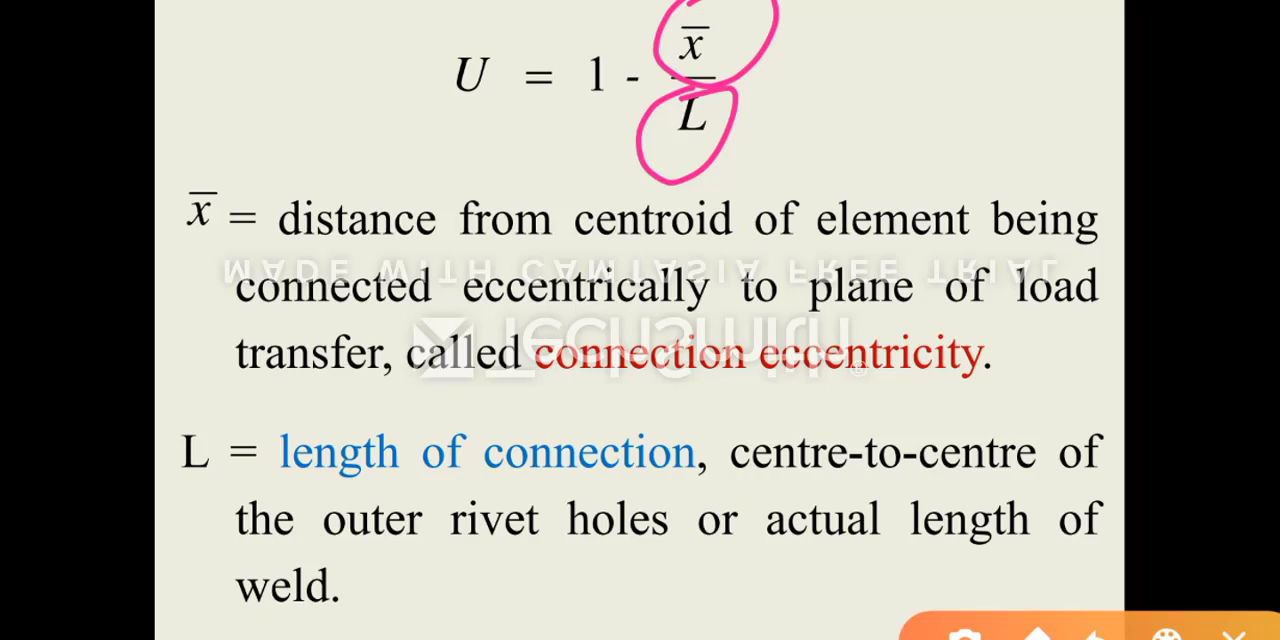 U = 1 - x̅
L
x̅ = distance from centroid of element being
MADE WITH CAMTASIA FREE TRIAL
connected eccentrically to plane of load
TechSmith®
transfer, called connection eccentricity.
L = length of connection, centre-to-centre of
the outer rivet holes or actual length of
weld.